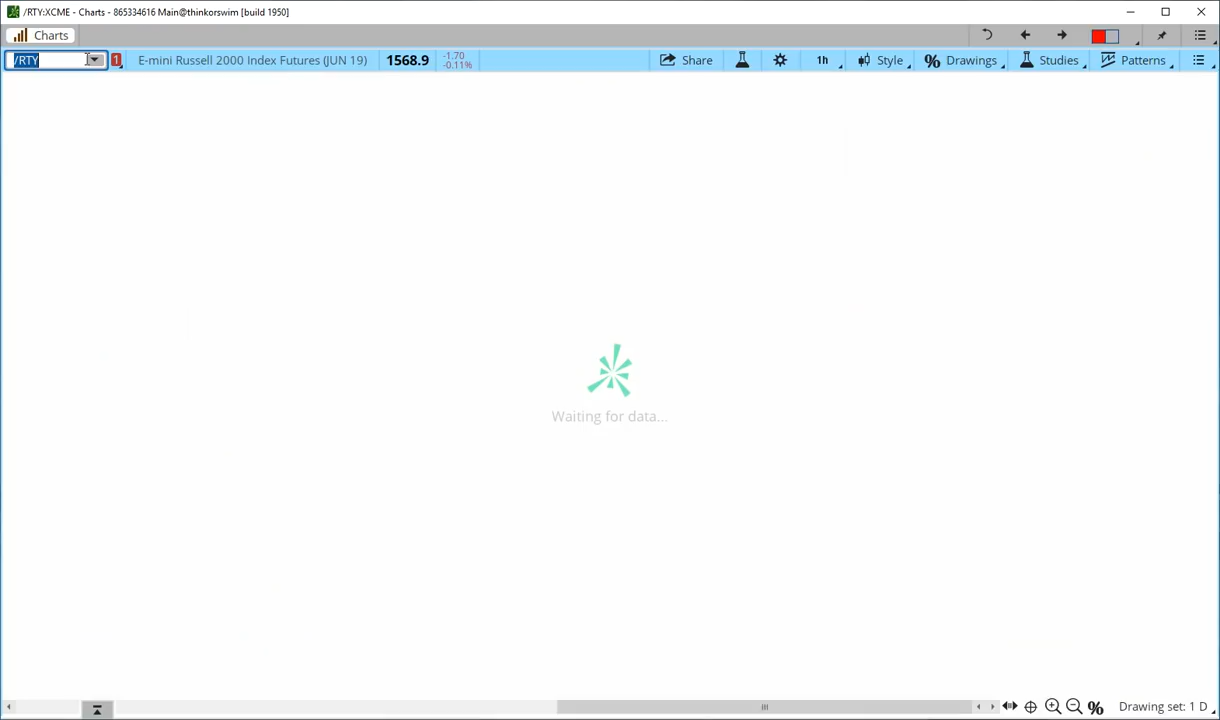 /RTY:XCME - Charts - 865334616 Main@thinkorswim [build 1950]
Charts
/RTY 1 E-mini Russell 2000 Index Futures (JUN 19) 1568.9 -1.70 -0.11% Share 1h Style Drawings Studies Patterns
Waiting for data...
Drawing set: 1 D